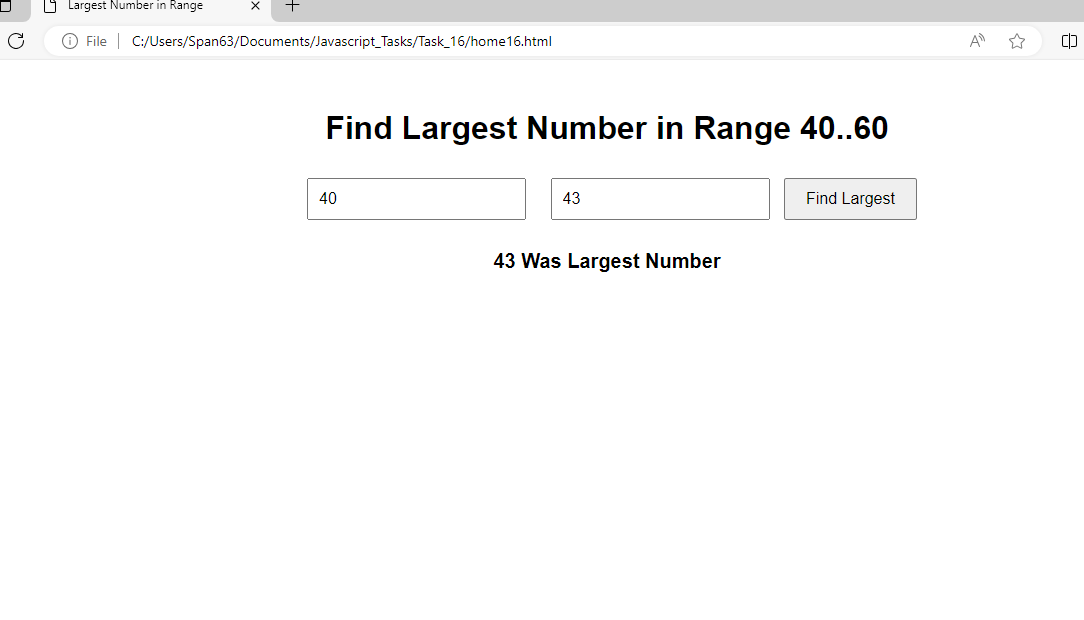 Largest Number in Range
File C:/Users/Span63/Documents/Javascript_Tasks/Task_16/home16.html
Find Largest Number in Range 40..60
40 43 Find Largest
43 Was Largest Number